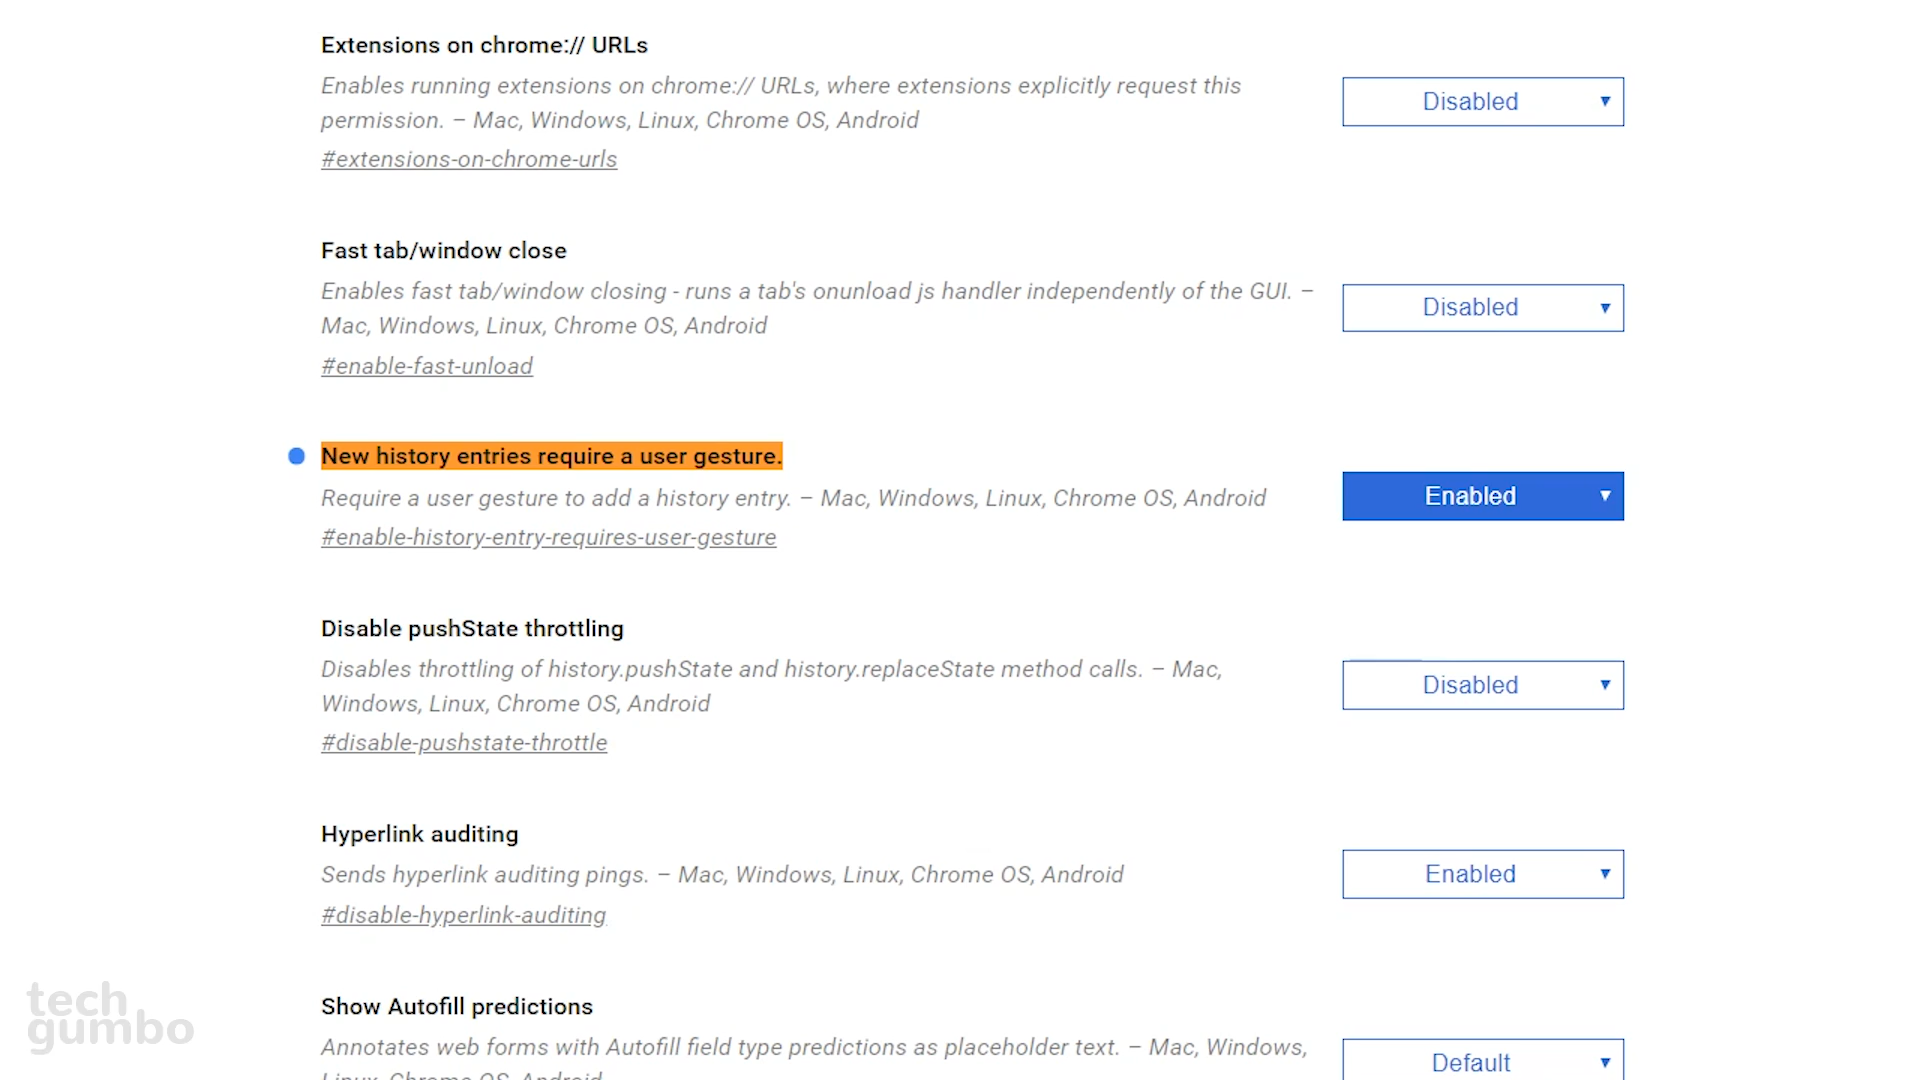 Extensions on chrome:// URLs
Enables running extensions on chrome:// URLs, where extensions explicitly request this
permission. – Mac, Windows, Linux, Chrome OS, Android
Disabled
#extensions-on-chrome-urls
Fast tab/window close
Enables fast tab/window closing - runs a tab's onunload js handler independently of the GUI. –
Mac, Windows, Linux, Chrome OS, Android
Disabled
#enable-fast-unload
New history entries require a user gesture.
Require a user gesture to add a history entry. – Mac, Windows, Linux, Chrome OS, Android
Enabled
#enable-history-entry-requires-user-gesture
Disable pushState throttling
Disables throttling of history.pushState and history.replaceState method calls. – Mac,
Windows, Linux, Chrome OS, Android
Disabled
#disable-pushstate-throttle
Hyperlink auditing
Sends hyperlink auditing pings. – Mac, Windows, Linux, Chrome OS, Android
Enabled
#disable-hyperlink-auditing
Show Autofill predictions
Annotates web forms with Autofill field type predictions as placeholder text. – Mac, Windows,
Linux, Chrome OS, Android
Default
tech
gumbo